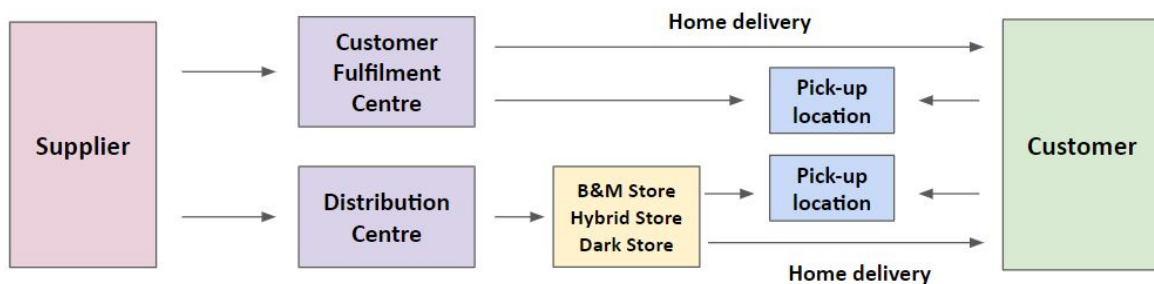 Supplier
Customer
Fulfilment
Centre
Home delivery
Pick-up
location
Customer
Distribution
Centre
B&M Store
Hybrid Store
Dark Store
Pick-up
location
Home delivery